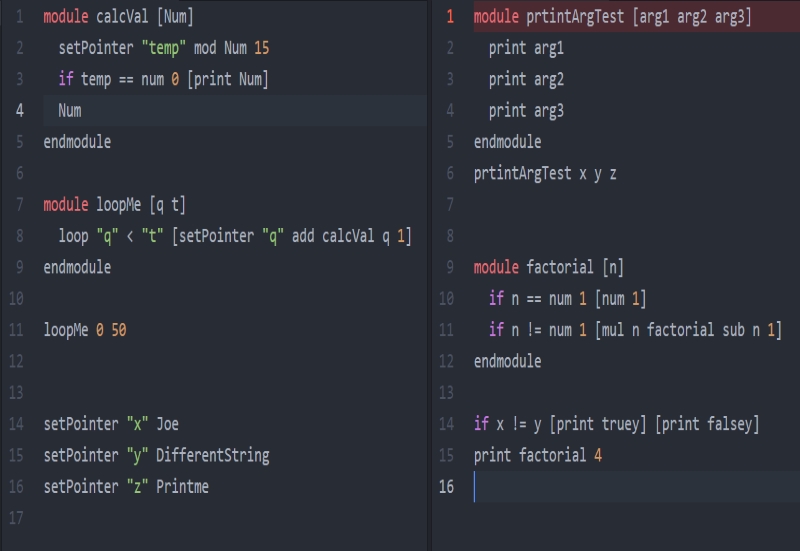 1 module calcVal [Num]
2 setPointer "temp" mod Num 15
3 if temp == num 0 [print Num]
4 Num
5 endmodule
6
7 module loopMe [q t]
8 loop "q" < "t" [setPointer "q" add calcVal q 1]
9 endmodule
10
11 loopMe 0 50
12
13
14 setPointer "x" Joe
15 setPointer "y" DifferentString
16 setPointer "z" Printme
17
1 module prtintArgTest [arg1 arg2 arg3]
2 print arg1
3 print arg2
4 print arg3
5 endmodule
6 prtintArgTest x y z
7
8
9 module factorial [n]
10 if n == num 1 [num 1]
11 if n != num 1 [mul n factorial sub n 1]
12 endmodule
13
14 if x != y [print truey] [print falsey]
15 print factorial 4
16